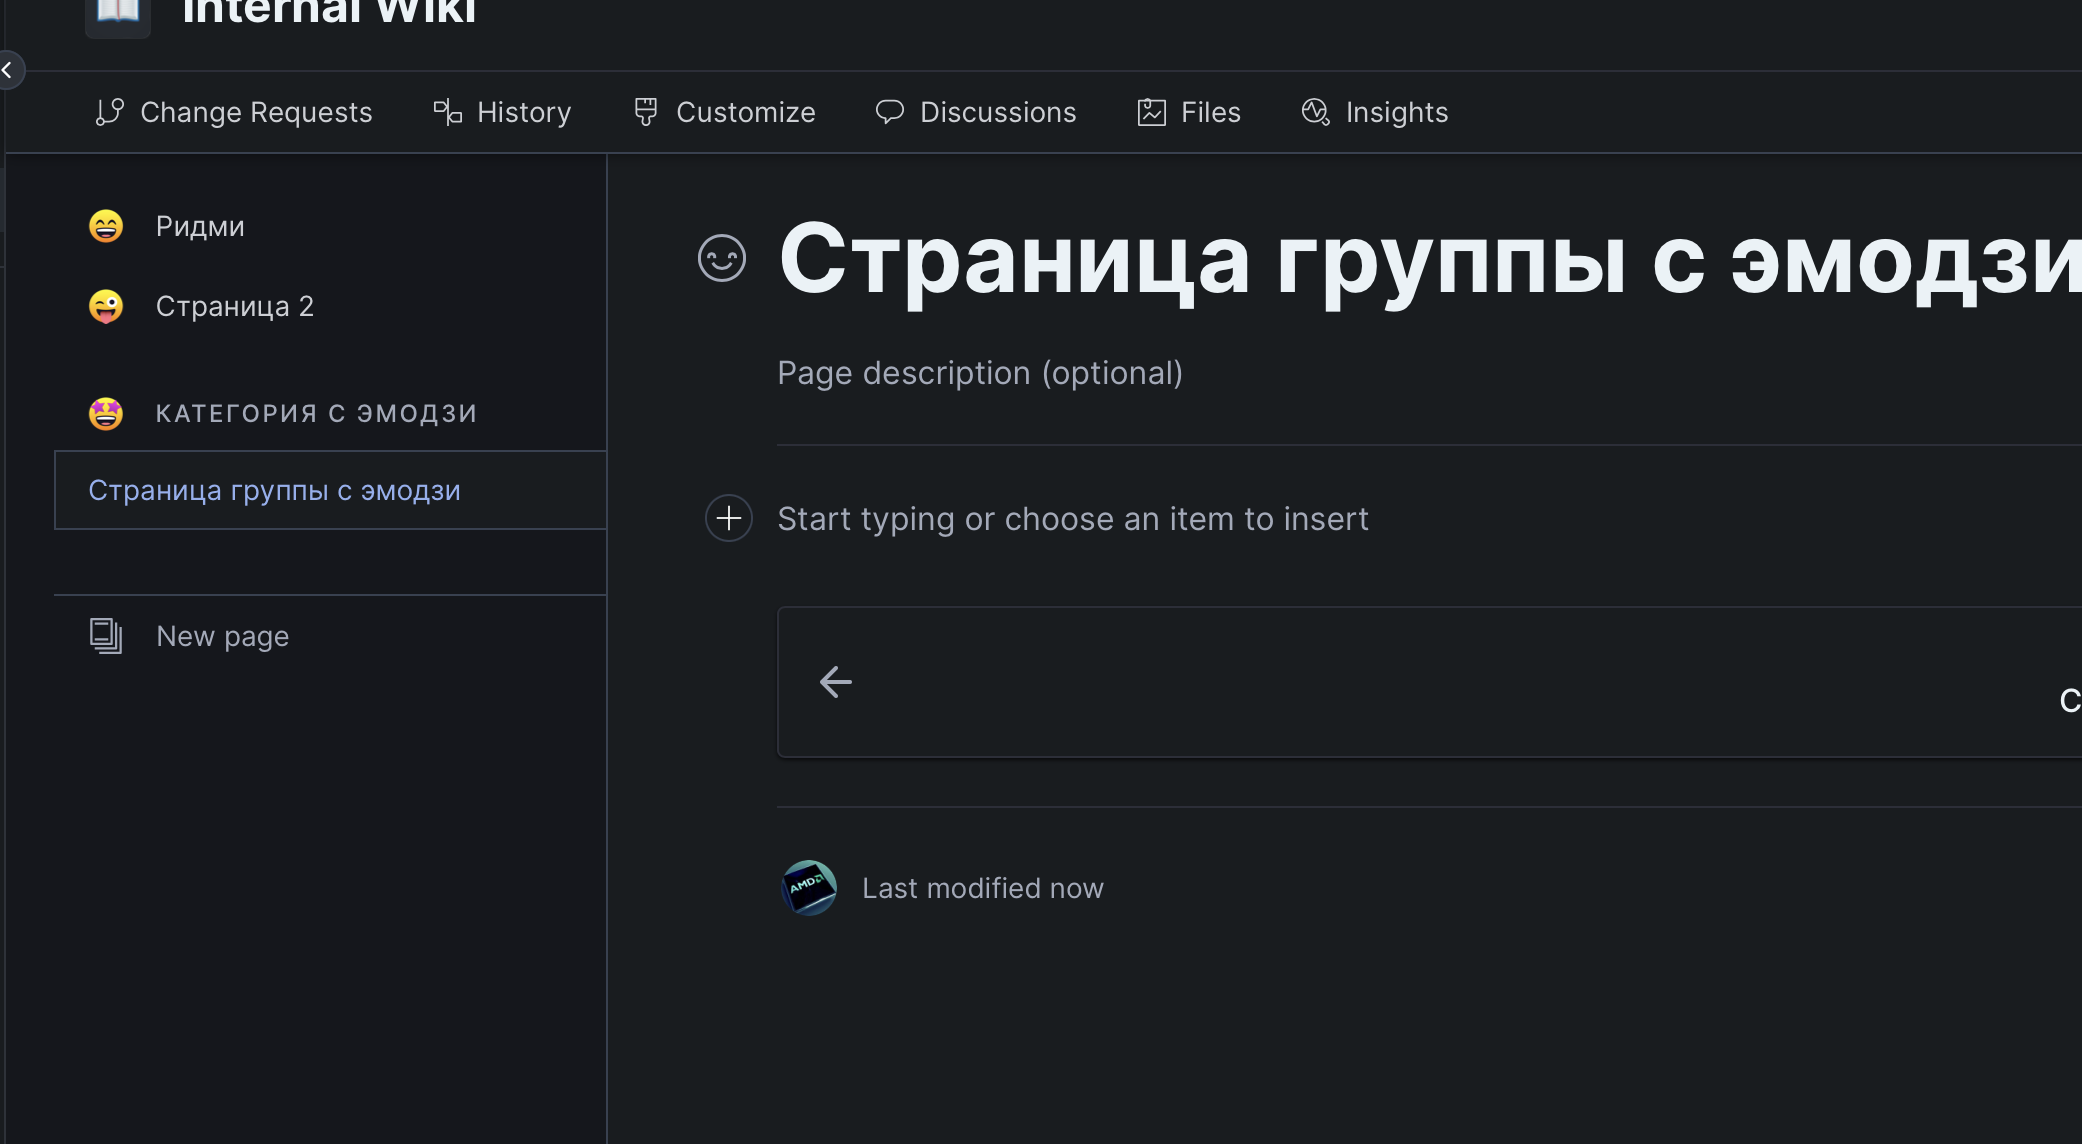 Internal Wiki
Change Requests
History
Customize
Discussions
Files
Insights
Ридми
Страница 2
КАТЕГОРИЯ С ЭМОДЗИ
Страница группы с эмодзи
New page
Страница группы с эмодзи
Page description (optional)
Start typing or choose an item to insert
AMD
Last modified now